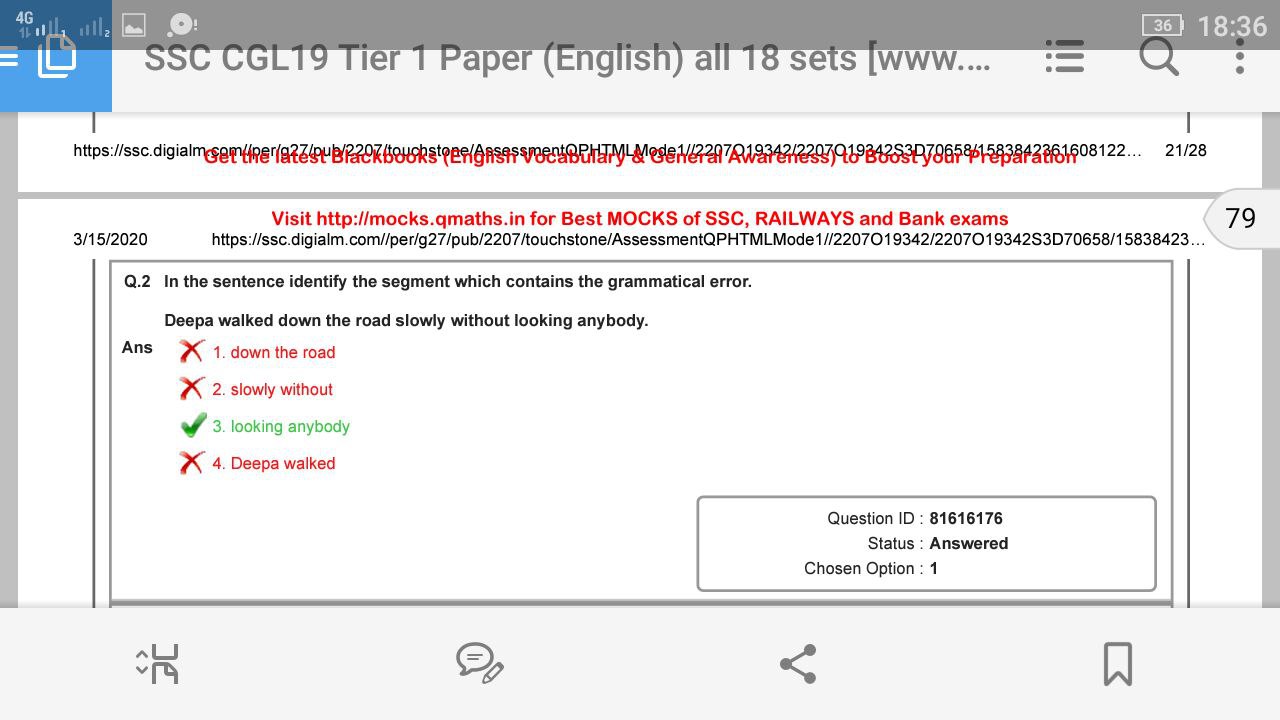 4G 1 2 ! 36 18:36
SSC CGL19 Tier 1 Paper (English) all 18 sets [www....
https://ssc.digialm.com//per/g27/pub/2207/touchstone/AssessmentQPHTMLMode1//2207O19342/2207O19342S3D70658/1583842361608122... 21/28
Get the latest Blackbooks (English Vocabulary & General Awareness) to Boost your Preparation
Visit http://mocks.qmaths.in for Best MOCKS of SSC, RAILWAYS and Bank exams
79
3/15/2020 https://ssc.digialm.com//per/g27/pub/2207/touchstone/AssessmentQPHTMLMode1//2207O19342/2207O19342S3D70658/15838423...
Q.2 In the sentence identify the segment which contains the grammatical error.
Deepa walked down the road slowly without looking anybody.
Ans 1. down the road
2. slowly without
3. looking anybody
4. Deepa walked
Question ID : 81616176
Status : Answered
Chosen Option : 1